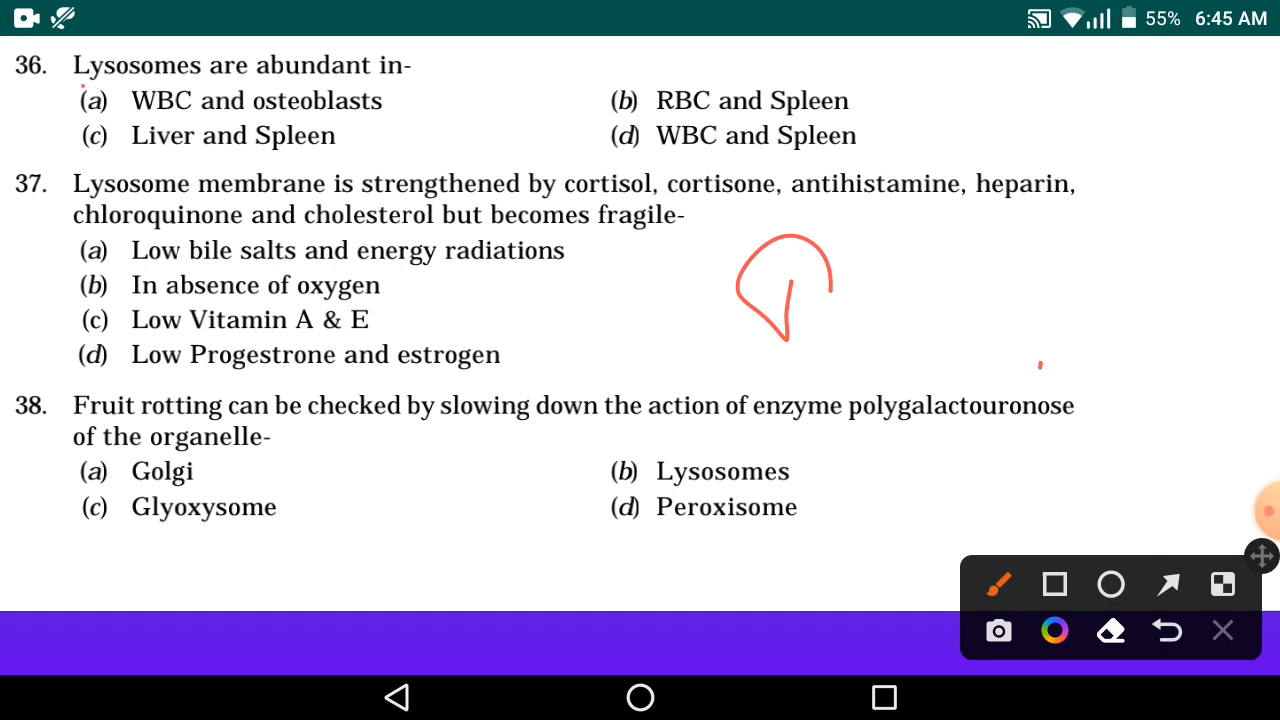 55% 6:45 AM
36. Lysosomes are abundant in-
(a) WBC and osteoblasts (b) RBC and Spleen
(c) Liver and Spleen (d) WBC and Spleen
37. Lysosome membrane is strengthened by cortisol, cortisone, antihistamine, heparin,
chloroquinone and cholesterol but becomes fragile-
(a) Low bile salts and energy radiations
(b) In absence of oxygen
(c) Low Vitamin A & E
(d) Low Progestrone and estrogen
38. Fruit rotting can be checked by slowing down the action of enzyme polygalactouronose
of the organelle-
(a) Golgi (b) Lysosomes
(c) Glyoxysome (d) Peroxisome